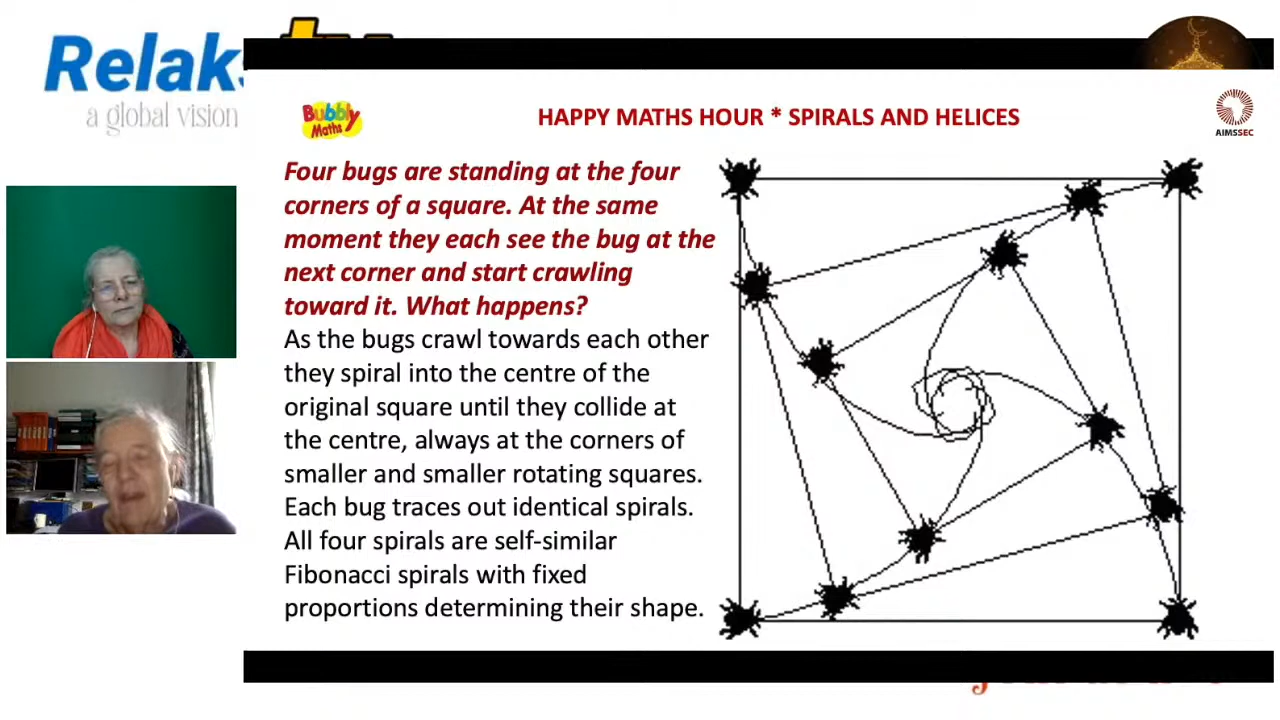 Relaks
a global vision
Bubbly
Maths
HAPPY MATHS HOUR * SPIRALS AND HELICES
AIMSSEC
Four bugs are standing at the four
corners of a square. At the same
moment they each see the bug at the
next corner and start crawling
toward it. What happens?
As the bugs crawl towards each other
they spiral into the centre of the
original square until they collide at
the centre, always at the corners of
smaller and smaller rotating squares.
Each bug traces out identical spirals.
All four spirals are self-similar
Fibonacci spirals with fixed
proportions determining their shape.